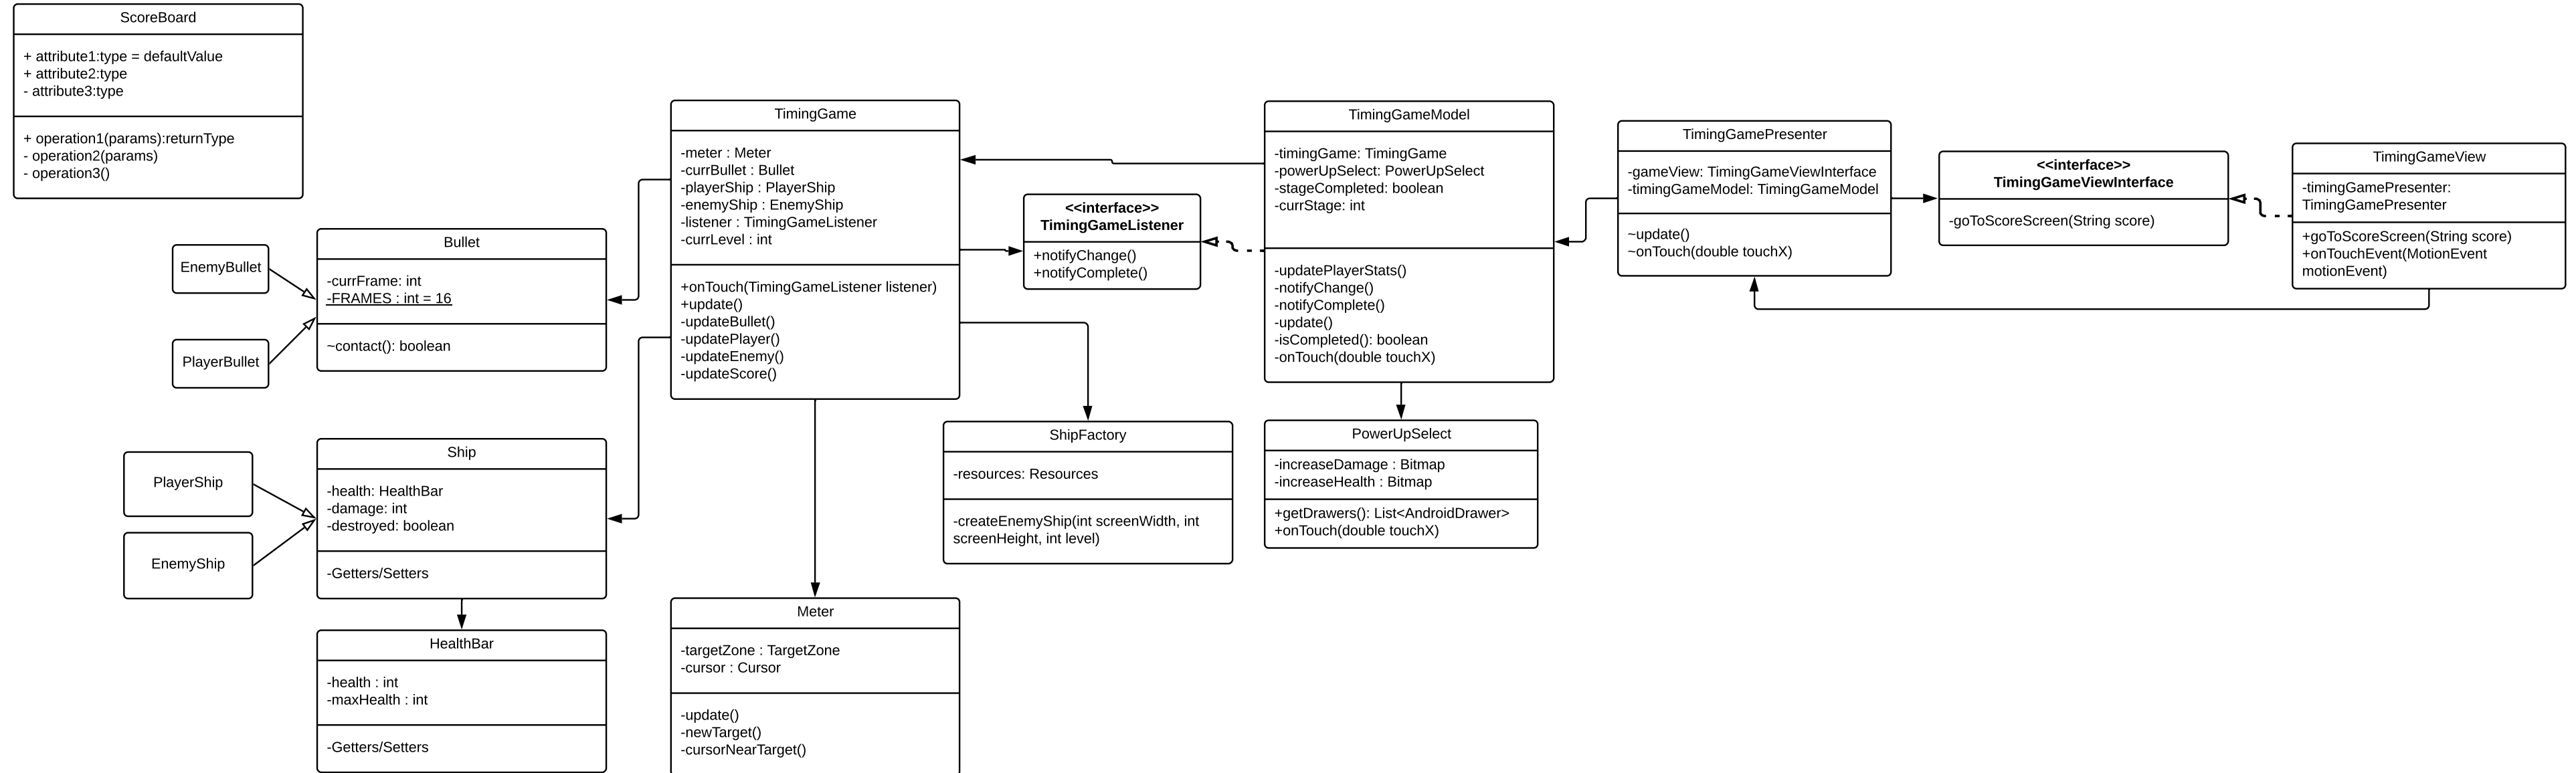 ScoreBoard
+ attribute1:type = defaultValue
+ attribute2:type
- attribute3:type
+ operation1(params):returnType
- operation2(params)
- operation3()
EnemyBullet
PlayerBullet
Bullet
-currFrame: int
-FRAMES : int = 16
~contact(): boolean
PlayerShip
EnemyShip
Ship
-health: HealthBar
-damage: int
-destroyed: boolean
-Getters/Setters
HealthBar
-health : int
-maxHealth : int
-Getters/Setters
TimingGame
-meter : Meter
-currBullet : Bullet
-playerShip : PlayerShip
-enemyShip : EnemyShip
-listener : TimingGameListener
-currLevel : int
+onTouch(TimingGameListener listener)
+update()
-updateBullet()
-updatePlayer()
-updateEnemy()
-updateScore()
Meter
-targetZone : TargetZone
-cursor : Cursor
-update()
-newTarget()
-cursorNearTarget()
<<interface>>
TimingGameListener
+notifyChange()
+notifyComplete()
ShipFactory
-resources: Resources
-createEnemyShip(int screenWidth, int
screenHeight, int level)
TimingGameModel
-timingGame: TimingGame
-powerUpSelect: PowerUpSelect
-stageCompleted: boolean
-currStage: int
-updatePlayerStats()
-notifyChange()
-notifyComplete()
-update()
-isCompleted(): boolean
-onTouch(double touchX)
PowerUpSelect
-increaseDamage : Bitmap
-increaseHealth : Bitmap
+getDrawers(): List<AndroidDrawer>
+onTouch(double touchX)
TimingGamePresenter
-gameView: TimingGameViewInterface
-timingGameModel: TimingGameModel
~update()
~onTouch(double touchX)
<<interface>>
TimingGameViewInterface
-goToScoreScreen(String score)
TimingGameView
-timingGamePresenter:
TimingGamePresenter
+goToScoreScreen(String score)
+onTouchEvent(MotionEvent
motionEvent)